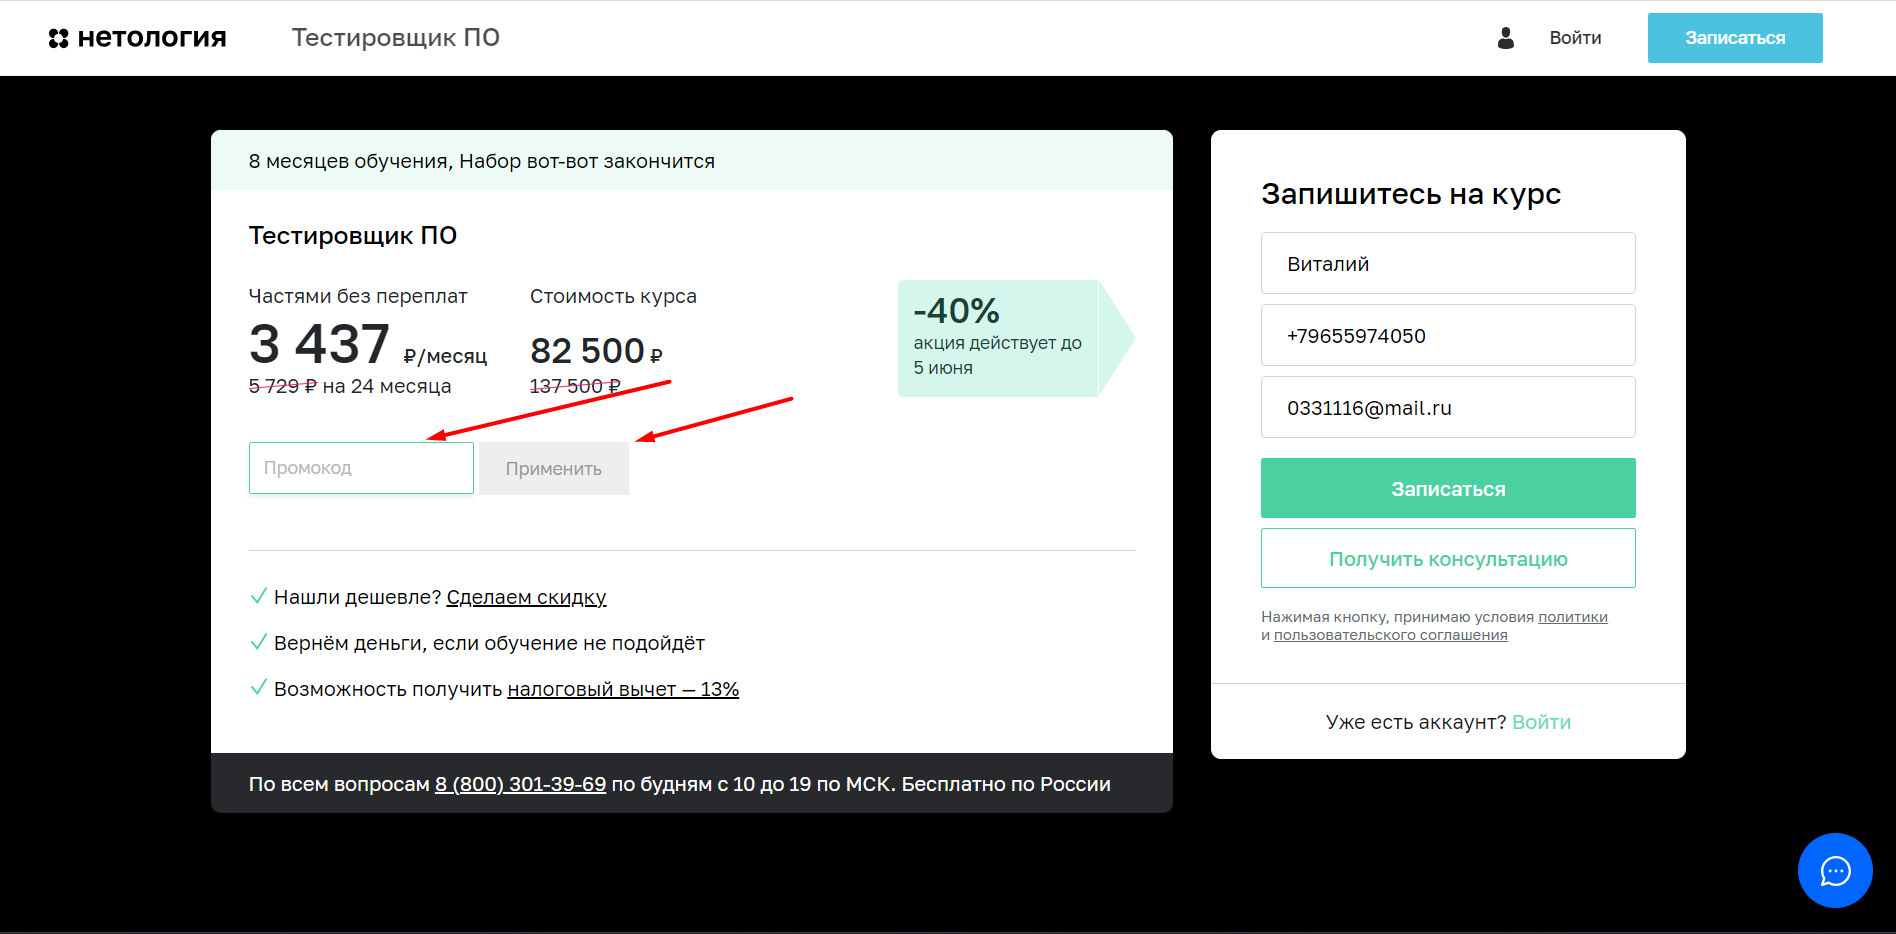 нетология
Тестировщик ПО
Войти
Записаться
8 месяцев обучения, Набор вот-вот закончится
Тестировщик ПО
Частями без переплат
3 437 ₽/месяц
5 729 ₽ на 24 месяца
Стоимость курса
82 500 ₽
137 500 ₽
-40%
акция действует до
5 июня
Промокод
Применить
Нашли дешевле? Сделаем скидку
Вернём деньги, если обучение не подойдёт
Возможность получить налоговый вычет — 13%
По всем вопросам 8 (800) 301-39-69 по будням с 10 до 19 по МСК. Бесплатно по России
Запишитесь на курс
Виталий
+79655974050
0331116@mail.ru
Записаться
Получить консультацию
Нажимая кнопку, принимаю условия политики
и пользовательского соглашения
Уже есть аккаунт? Войти